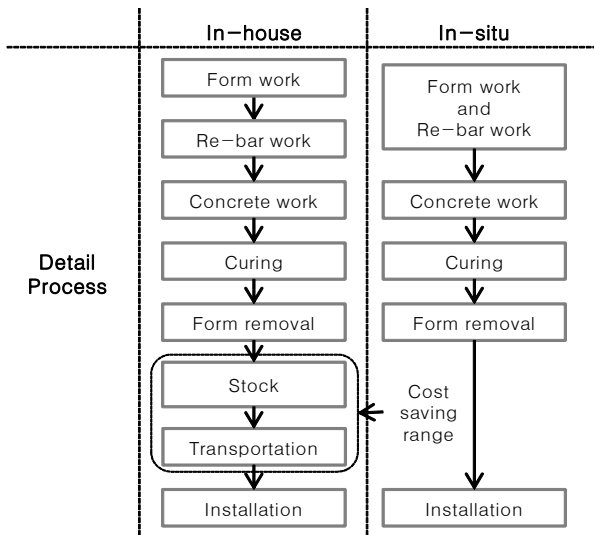 In-house
In-situ
Detail
Process
Form work
Re-bar work
Concrete work
Curing
Form removal
Stock
Transportation
Installation
Form work
and
Re-bar work
Concrete work
Curing
Form removal
Cost
saving
range
Installation